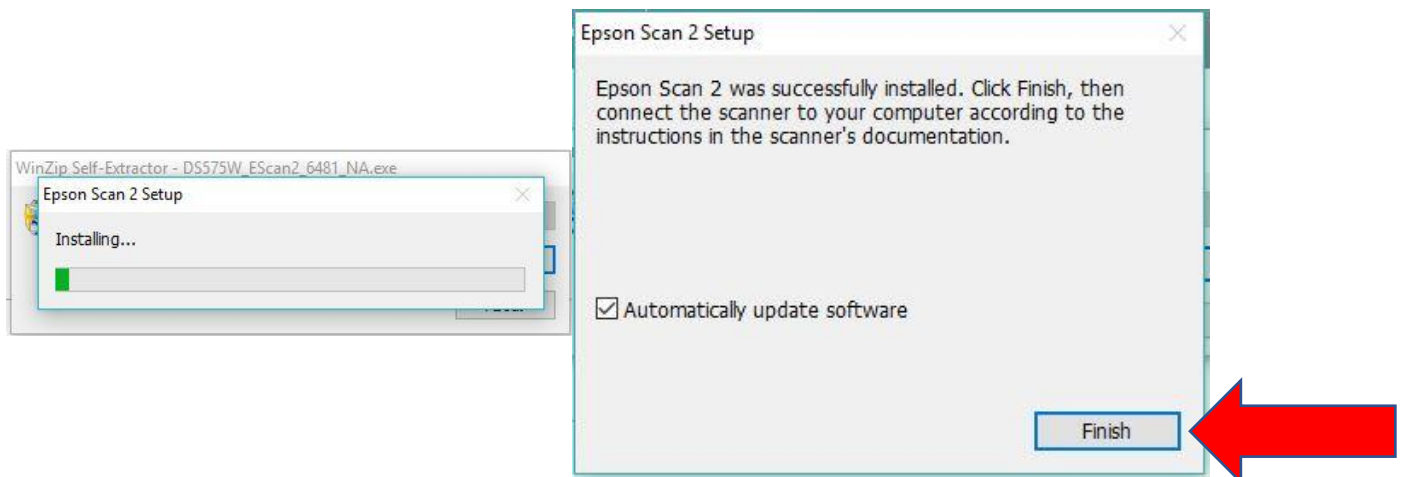 WinZip Self-Extractor - DS575W_EScan2_6481_NA.exe
Epson Scan 2 Setup
Installing...
Epson Scan 2 Setup
Epson Scan 2 was successfully installed. Click Finish, then
connect the scanner to your computer according to the
instructions in the scanner's documentation.
Automatically update software
Finish